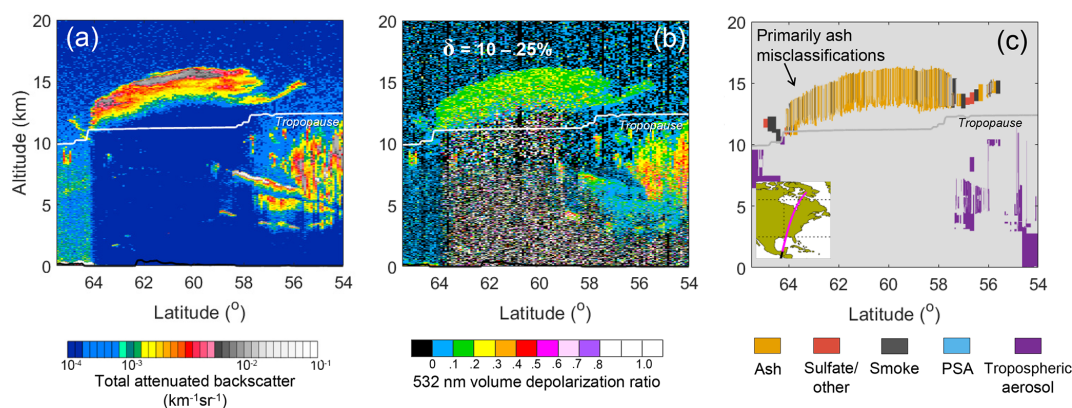 (a)
20
15
10
5
0
Altitude (km)
Tropopause
64 62 60 58 56 54
Latitude (°)
10-4 10-3 10-2 10-1
Total attenuated backscatter
(km-1sr-1)
(b)
δ = 10 – 25%
20
15
10
5
0
Tropopause
64 62 60 58 56 54
Latitude (o)
0 .1 .2 .3 .4 .5 .6 .7 .8 1.0
532 nm volume depolarization ratio
(c)
Primarily ash
misclassifications
20
15
10
5
0
Tropopause
64 62 60 58 56 54
Latitude (o)
Ash
Sulfate/
other
Smoke
PSA
Tropospheric
aerosol